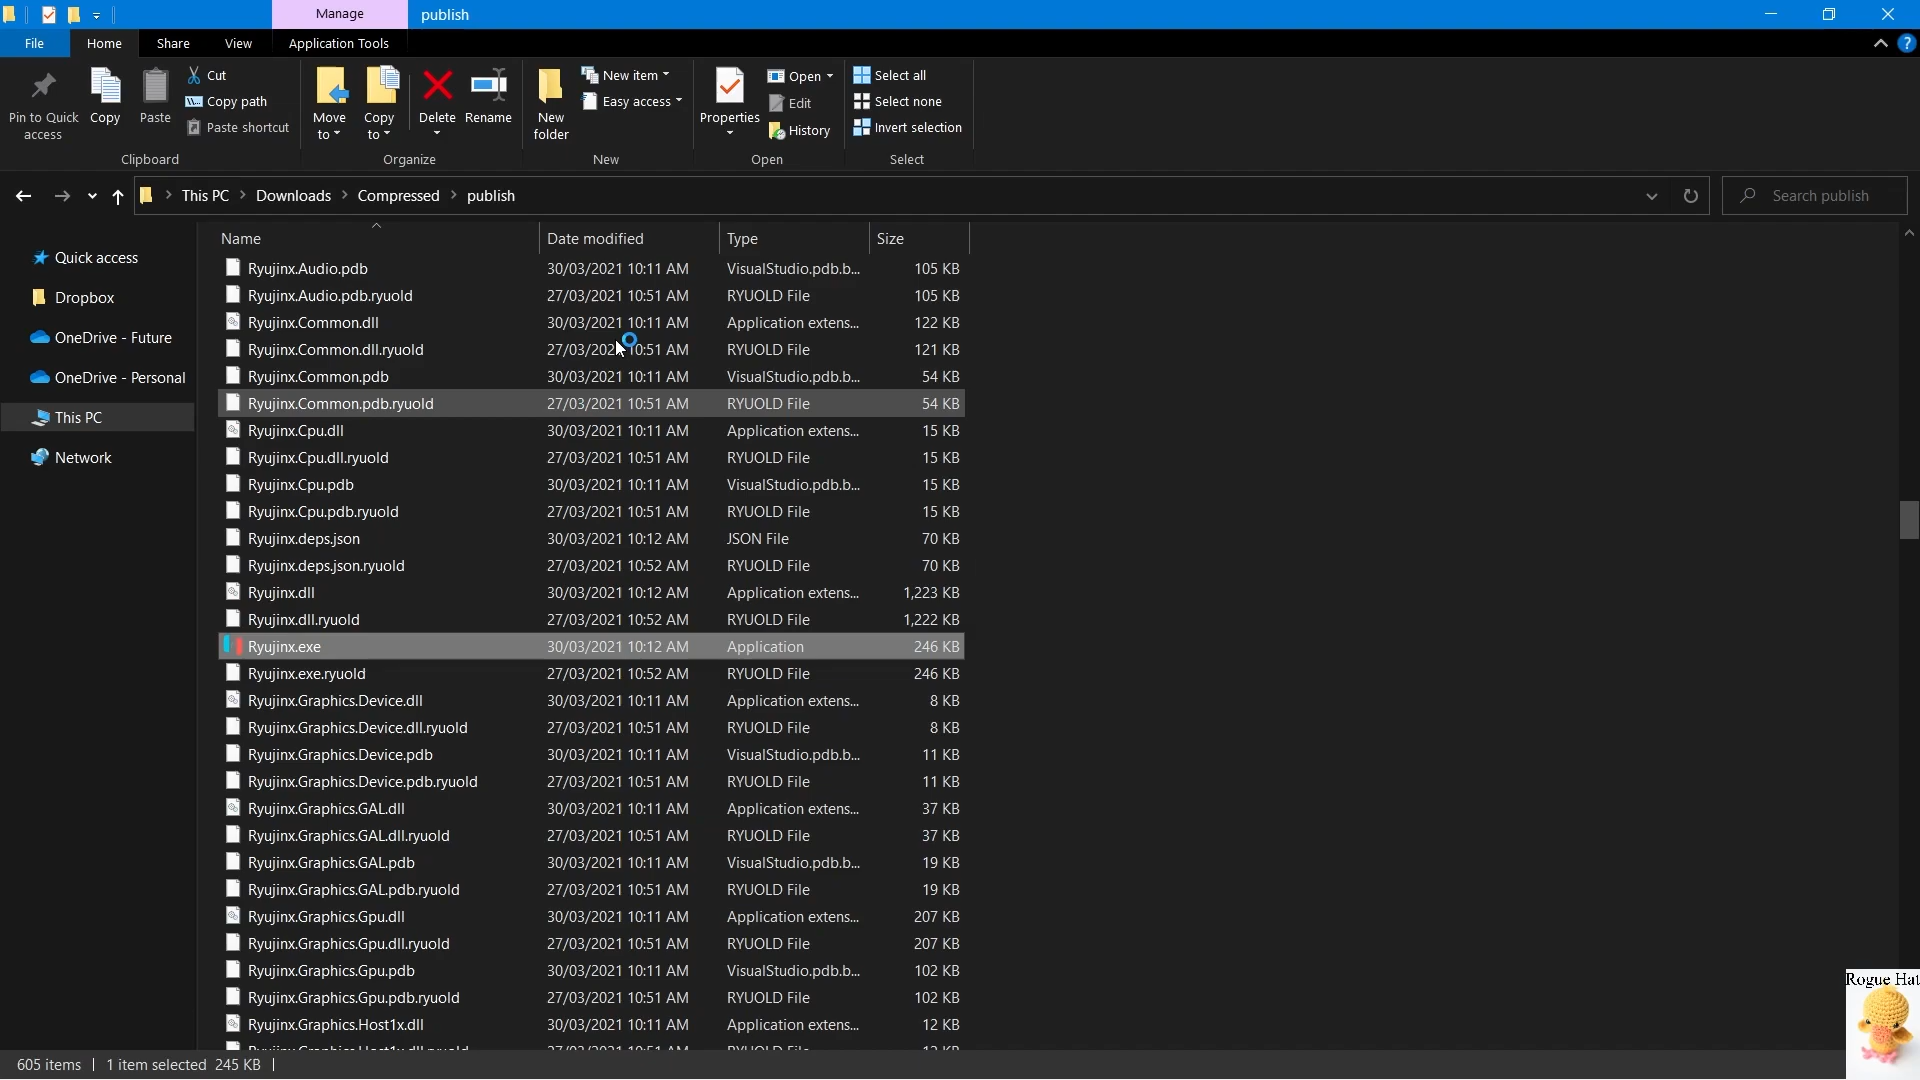 Manage publish
File Home Share View Application Tools
Pin to Quick access
Copy
Paste
Cut
Copy path
Paste shortcut
Clipboard
Move to
Copy to
Delete
Rename
Organize
New folder
New item
Easy access
New
Properties
Open
Edit
History
Open
Select all
Select none
Invert selection
Select
This PC Downloads Compressed publish
Search publish
Quick access
Dropbox
OneDrive - Future
OneDrive - Personal
This PC
Network
Name Date modified Type Size
Ryujinx.Audio.pdb 30/03/2021 10:11 AM VisualStudio.pdb.b... 105 KB
Ryujinx.Audio.pdb.ryuold 27/03/2021 10:51 AM RYUOLD File 105 KB
Ryujinx.Common.dll 30/03/2021 10:11 AM Application extens... 122 KB
Ryujinx.Common.dll.ryuold 27/03/2021 10:51 AM RYUOLD File 121 KB
Ryujinx.Common.pdb 30/03/2021 10:11 AM VisualStudio.pdb.b... 54 KB
Ryujinx.Common.pdb.ryuold 27/03/2021 10:51 AM RYUOLD File 54 KB
Ryujinx.Cpu.dll 30/03/2021 10:11 AM Application extens... 15 KB
Ryujinx.Cpu.dll.ryuold 27/03/2021 10:51 AM RYUOLD File 15 KB
Ryujinx.Cpu.pdb 30/03/2021 10:11 AM VisualStudio.pdb.b... 15 KB
Ryujinx.Cpu.pdb.ryuold 27/03/2021 10:51 AM RYUOLD File 15 KB
Ryujinx.deps.json 30/03/2021 10:12 AM JSON File 70 KB
Ryujinx.deps.json.ryuold 27/03/2021 10:52 AM RYUOLD File 70 KB
Ryujinx.dll 30/03/2021 10:12 AM Application extens... 1,223 KB
Ryujinx.dll.ryuold 27/03/2021 10:52 AM RYUOLD File 1,222 KB
Ryujinx.exe 30/03/2021 10:12 AM Application 246 KB
Ryujinx.exe.ryuold 27/03/2021 10:52 AM RYUOLD File 246 KB
Ryujinx.Graphics.Device.dll 30/03/2021 10:11 AM Application extens... 8 KB
Ryujinx.Graphics.Device.dll.ryuold 27/03/2021 10:51 AM RYUOLD File 8 KB
Ryujinx.Graphics.Device.pdb 30/03/2021 10:11 AM VisualStudio.pdb.b... 11 KB
Ryujinx.Graphics.Device.pdb.ryuold 27/03/2021 10:51 AM RYUOLD File 11 KB
Ryujinx.Graphics.GAL.dll 30/03/2021 10:11 AM Application extens... 37 KB
Ryujinx.Graphics.GAL.dll.ryuold 27/03/2021 10:51 AM RYUOLD File 37 KB
Ryujinx.Graphics.GAL.pdb 30/03/2021 10:11 AM VisualStudio.pdb.b... 19 KB
Ryujinx.Graphics.GAL.pdb.ryuold 27/03/2021 10:51 AM RYUOLD File 19 KB
Ryujinx.Graphics.Gpu.dll 30/03/2021 10:11 AM Application extens... 207 KB
Ryujinx.Graphics.Gpu.dll.ryuold 27/03/2021 10:51 AM RYUOLD File 207 KB
Ryujinx.Graphics.Gpu.pdb 30/03/2021 10:11 AM VisualStudio.pdb.b... 102 KB
Ryujinx.Graphics.Gpu.pdb.ryuold 27/03/2021 10:51 AM RYUOLD File 102 KB
Ryujinx.Graphics.Host1x.dll 30/03/2021 10:11 AM Application extens... 12 KB
605 items 1 item selected 245 KB
Rogue Hat